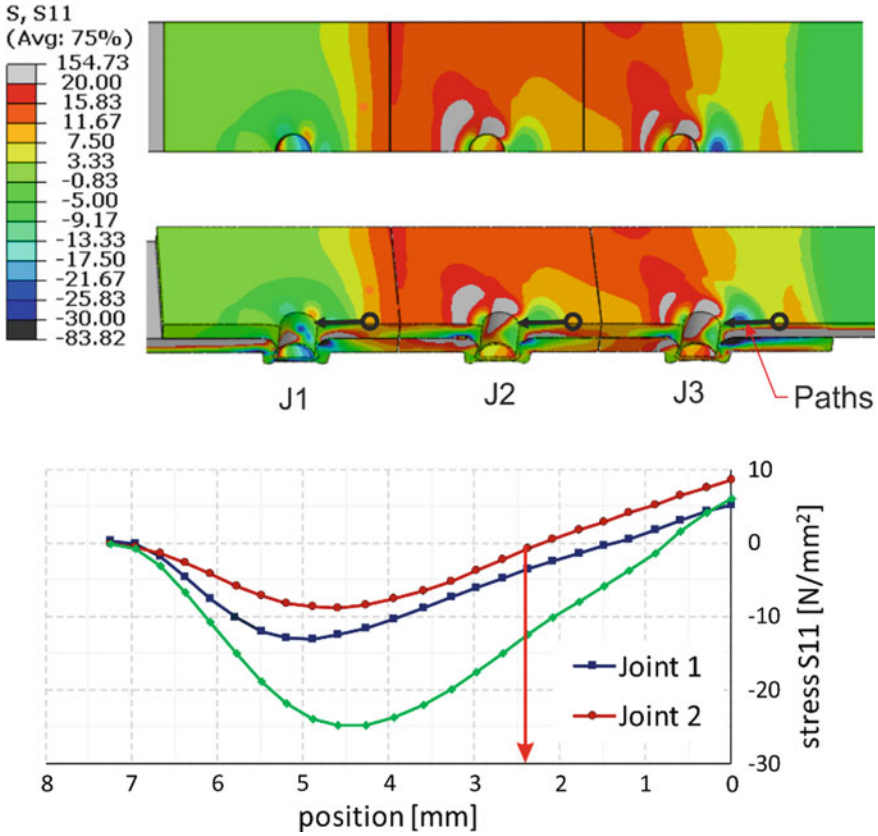 S, S11
(Avg: 75%)
154.73
20.00
15.83
11.67
7.50
3.33
-0.83
-5.00
-9.17
-13.33
-17.50
-21.67
-25.83
-30.00
-83.82
J1 J2 J3 Paths
10
0
-10
-20
-30
stress S11 [N/mm²]
Joint 1
Joint 2
8 7 6 5 4 3 2 1 0
position [mm]